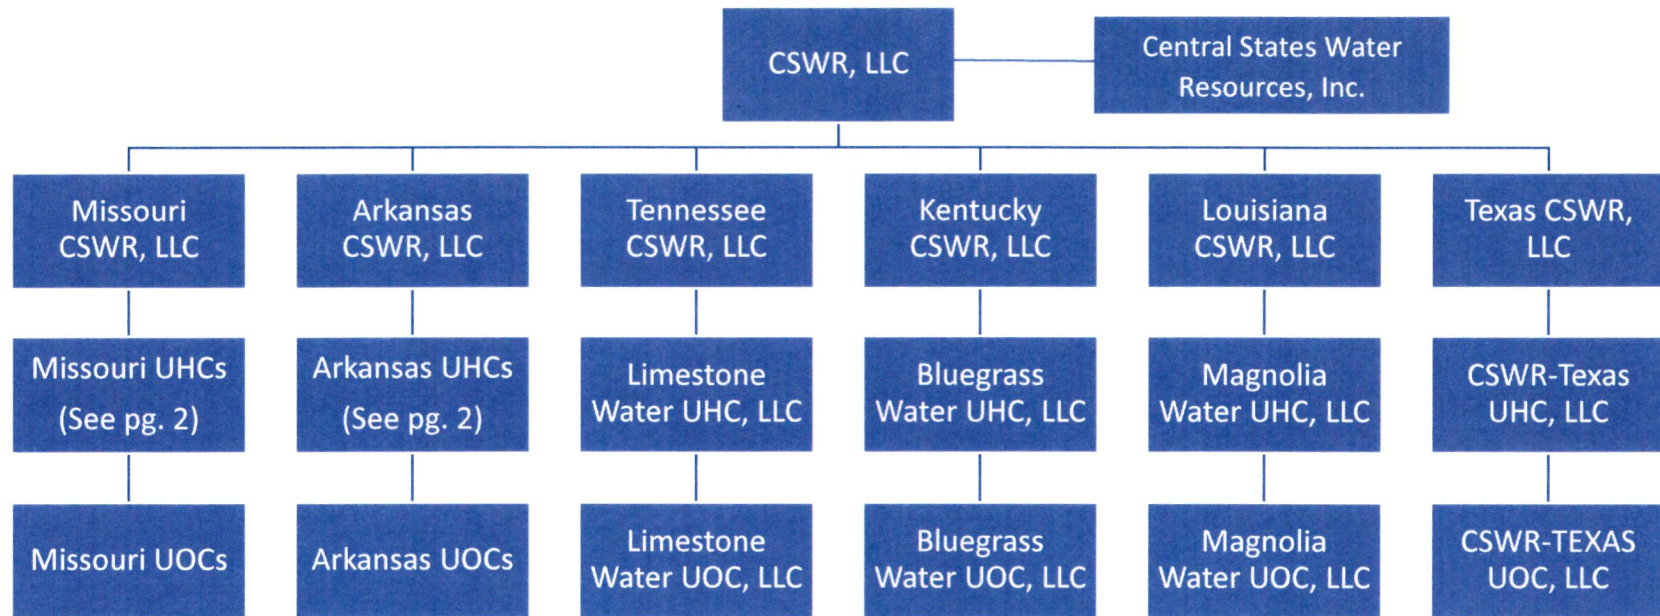 CSWR, LLC
Central States Water
Resources, Inc.
Missouri
CSWR, LLC
Arkansas
CSWR, LLC
Tennessee
CSWR, LLC
Kentucky
CSWR, LLC
Louisiana
CSWR, LLC
Texas CSWR,
LLC
Missouri UHCs
(See pg. 2)
Arkansas UHCs
(See pg. 2)
Limestone
Water UHC, LLC
Bluegrass
Water UHC, LLC
Magnolia
Water UHC, LLC
CSWR-Texas
UHC, LLC
Missouri UOCs
Arkansas UOCs
Limestone
Water UOC, LLC
Bluegrass
Water UOC, LLC
Magnolia
Water UOC, LLC
CSWR-TEXAS
UOC, LLC